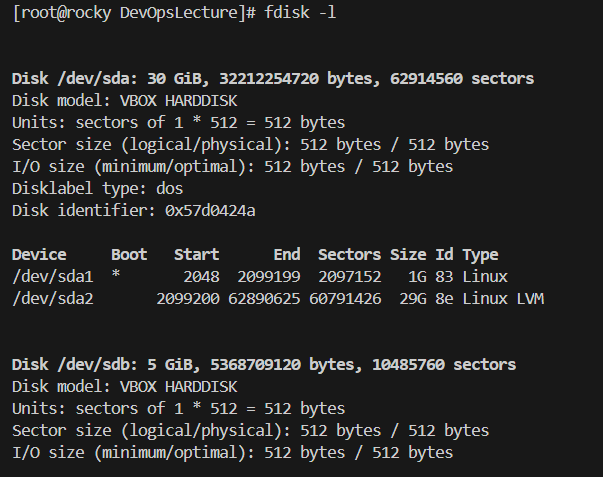 [root@rocky DevOpsLecture]# fdisk -l
Disk /dev/sda: 30 GiB, 32212254720 bytes, 62914560 sectors
Disk model: VBOX HARDDISK
Units: sectors of 1 * 512 = 512 bytes
Sector size (logical/physical): 512 bytes / 512 bytes
I/O size (minimum/optimal): 512 bytes / 512 bytes
Disklabel type: dos
Disk identifier: 0x57d0424a
Device     Boot   Start      End  Sectors Size Id Type
/dev/sda1  *       2048  2099199  2097152   1G 83 Linux
/dev/sda2       2099200 62890625 60791426  29G 8e Linux LVM
Disk /dev/sdb: 5 GiB, 5368709120 bytes, 10485760 sectors
Disk model: VBOX HARDDISK
Units: sectors of 1 * 512 = 512 bytes
Sector size (logical/physical): 512 bytes / 512 bytes
I/O size (minimum/optimal): 512 bytes / 512 bytes